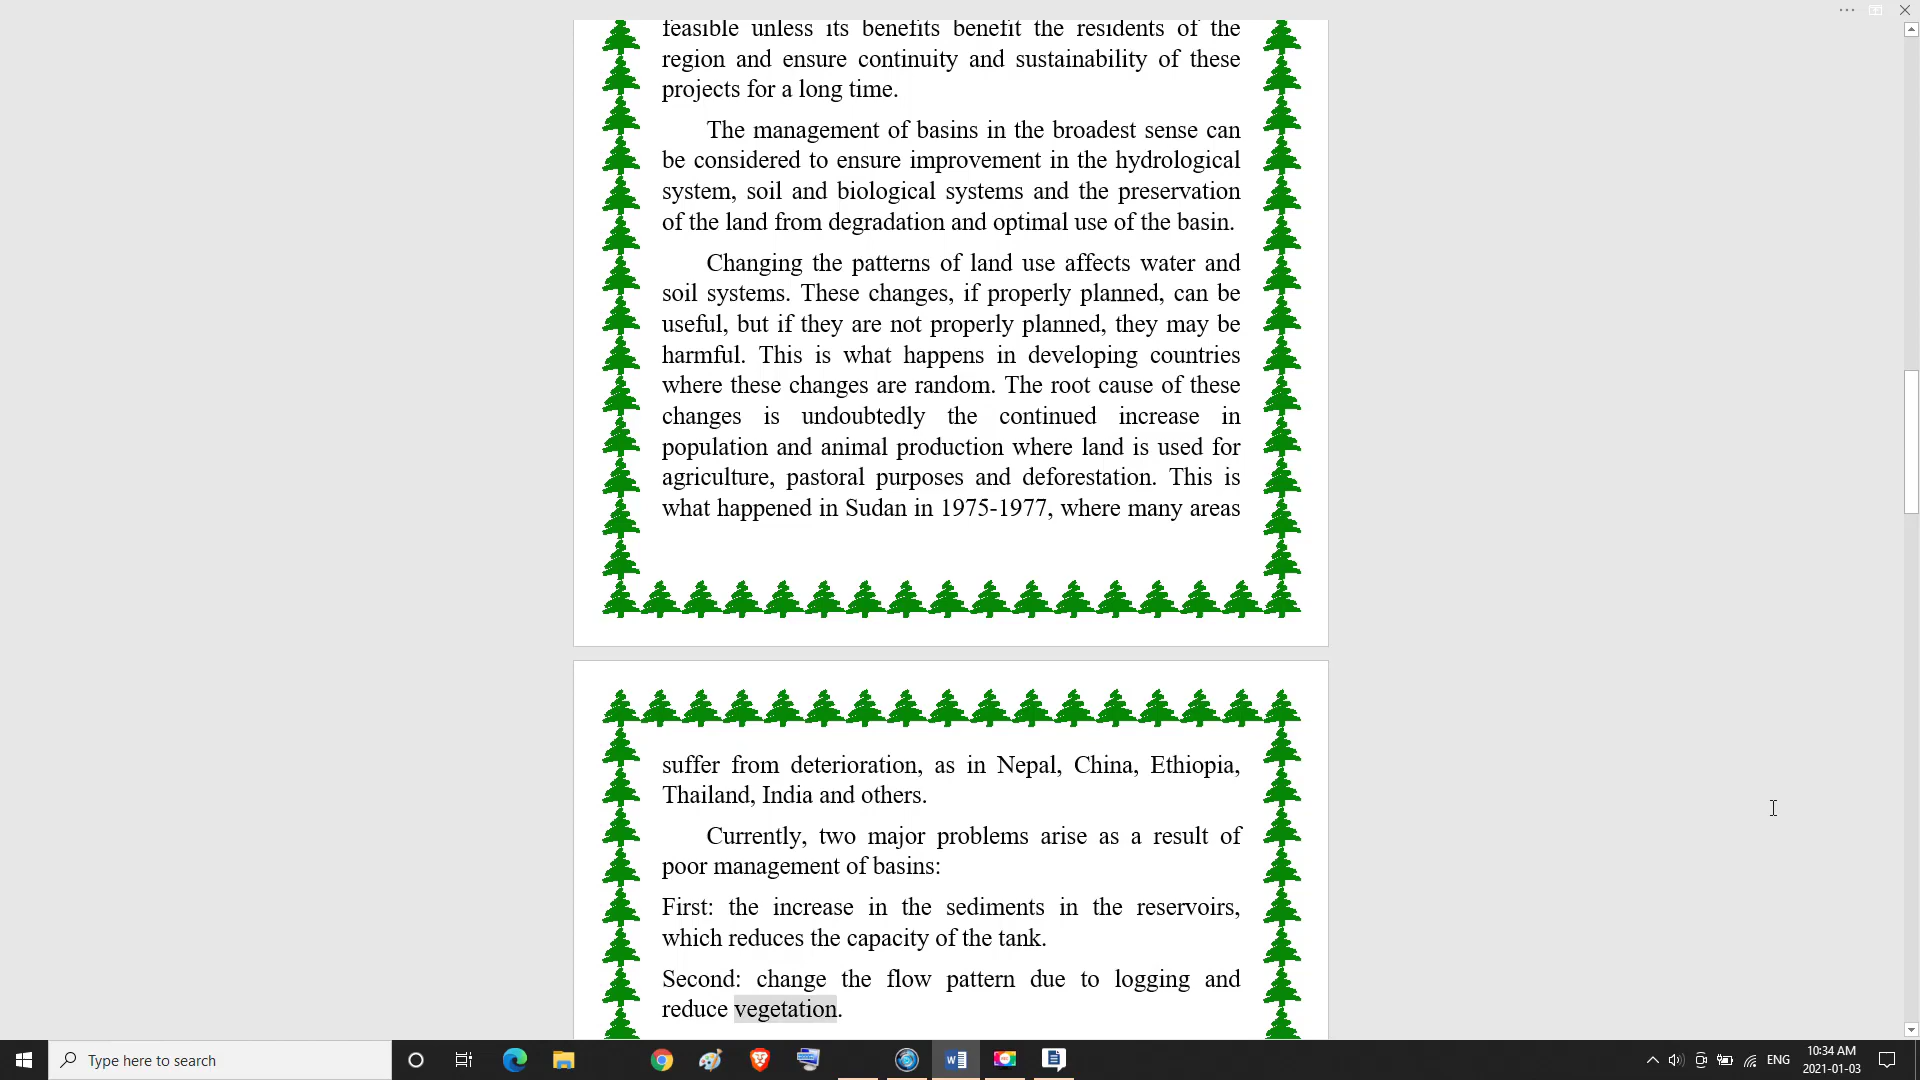 feasible unless its benefits benefit the residents of the
region and ensure continuity and sustainability of these
projects for a long time.
The management of basins in the broadest sense can
be considered to ensure improvement in the hydrological
system, soil and biological systems and the preservation
of the land from degradation and optimal use of the basin.
Changing the patterns of land use affects water and
soil systems. These changes, if properly planned, can be
useful, but if they are not properly planned, they may be
harmful. This is what happens in developing countries
where these changes are random. The root cause of these
changes is undoubtedly the continued increase in
population and animal production where land is used for
agriculture, pastoral purposes and deforestation. This is
what happened in Sudan in 1975-1977, where many areas
suffer from deterioration, as in Nepal, China, Ethiopia,
Thailand, India and others.
Currently, two major problems arise as a result of
poor management of basins:
First: the increase in the sediments in the reservoirs,
which reduces the capacity of the tank.
Second: change the flow pattern due to logging and
reduce vegetation.
Type here to search
ENG
10:34 AM
2021-01-03